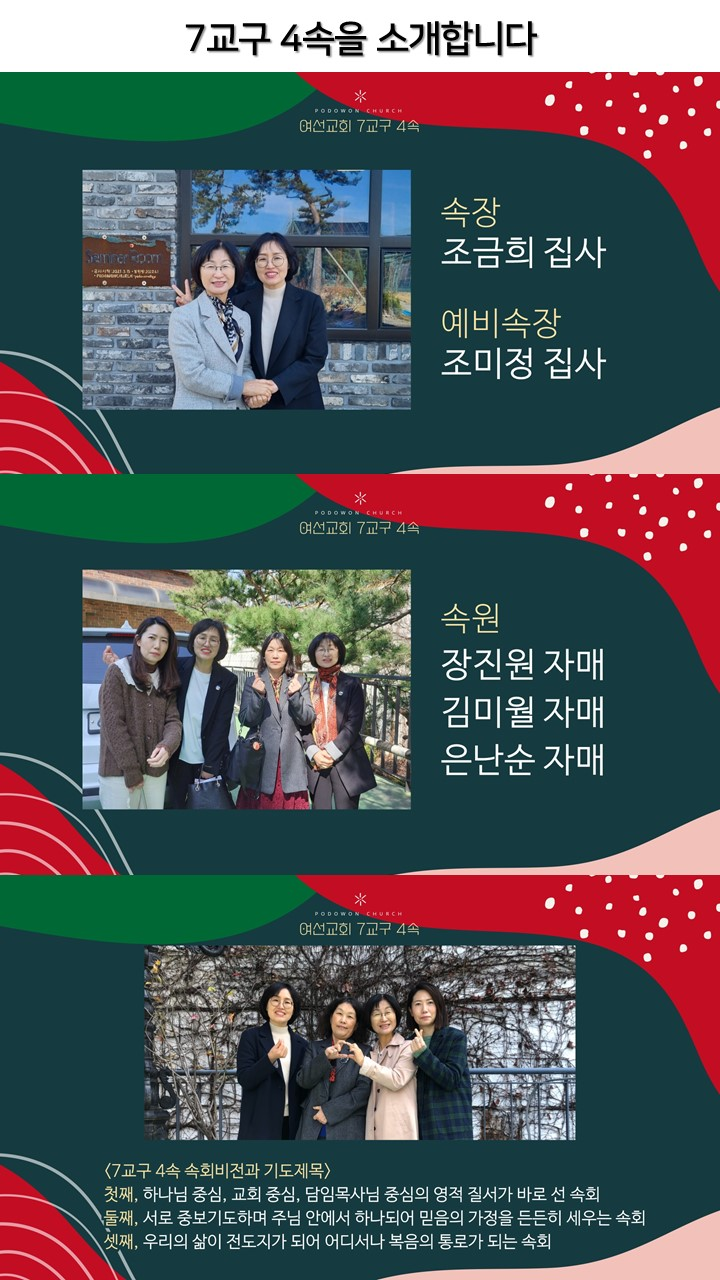 7교구 4속을 소개합니다
PODOWON CHURCH
여선교회 7교구 4속
속장
조금희 집사
예비속장
조미정 집사
PODOWON CHURCH
여선교회 7교구 4속
속원
장진원 자매
김미월 자매
은난순 자매
PODOWON CHURCH
여선교회 7교구 4속
<7교구 4속 속회비전과 기도제목>
첫째, 하나님 중심, 교회 중심, 담임목사님 중심의 영적 질서가 바로 선 속회
둘째, 서로 중보기도하며 주님 안에서 하나되어 믿음의 가정을 든든히 세우는 속회
셋째, 우리의 삶이 전도지가 되어 어디서나 복음의 통로가 되는 속회